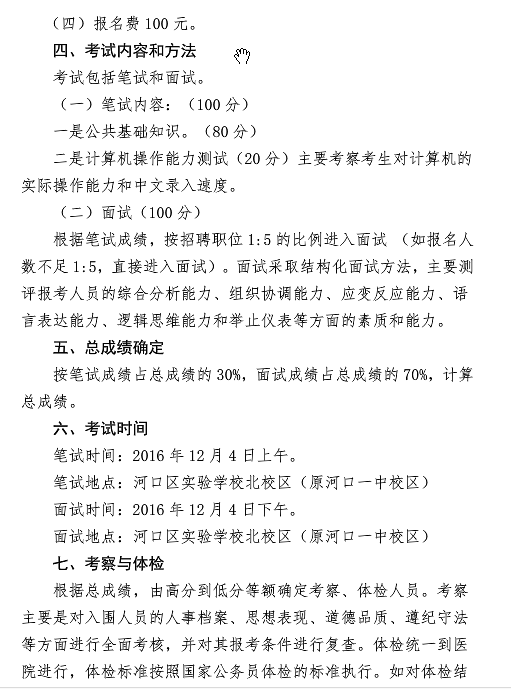 （四）报名费 100 元。
四、考试内容和方法
考试包括笔试和面试。
（一）笔试内容：（100 分）
一是公共基础知识。（80 分）
二是计算机操作能力测试（20 分）主要考察考生对计算机的
实际操作能力和中文录入速度。
（二）面试（100 分）
根据笔试成绩，按招聘职位 1:5 的比例进入面试 （如报名人
数不足 1:5，直接进入面试）。面试采取结构化面试方法，主要测
评报考人员的综合分析能力、组织协调能力、应变反应能力、语
言表达能力、逻辑思维能力和举止仪表等方面的素质和能力。
五、总成绩确定
按笔试成绩占总成绩的 30%，面试成绩占总成绩的 70%，计算
总成绩。
六、考试时间
笔试时间：2016 年 12 月 4 日上午。
笔试地点：河口区实验学校北校区（原河口一中校区）
面试时间：2016 年 12 月 4 日下午。
面试地点：河口区实验学校北校区（原河口一中校区）
七、考察与体检
根据总成绩，由高分到低分等额确定考察、体检人员。考察
主要是对入围人员的人事档案、思想表现、道德品质、遵纪守法
等方面进行全面考核，并对其报考条件进行复查。体检统一到医
院进行，体检标准按照国家公务员体检的标准执行。如对体检结